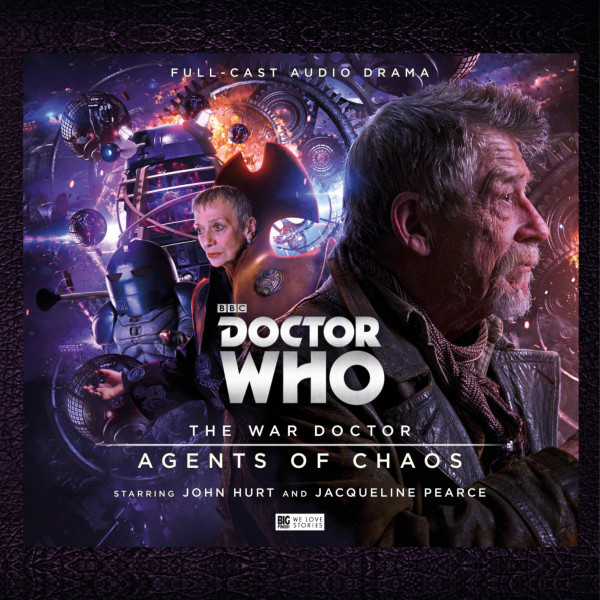 FULL-CAST AUDIO DRAMA
BBC
DOCTOR
WHO
THE WAR DOCTOR
AGENTS OF CHAOS
STARRING JOHN HURT AND JACQUELINE PEARCE
BIG FINISH WE LOVE STORIES